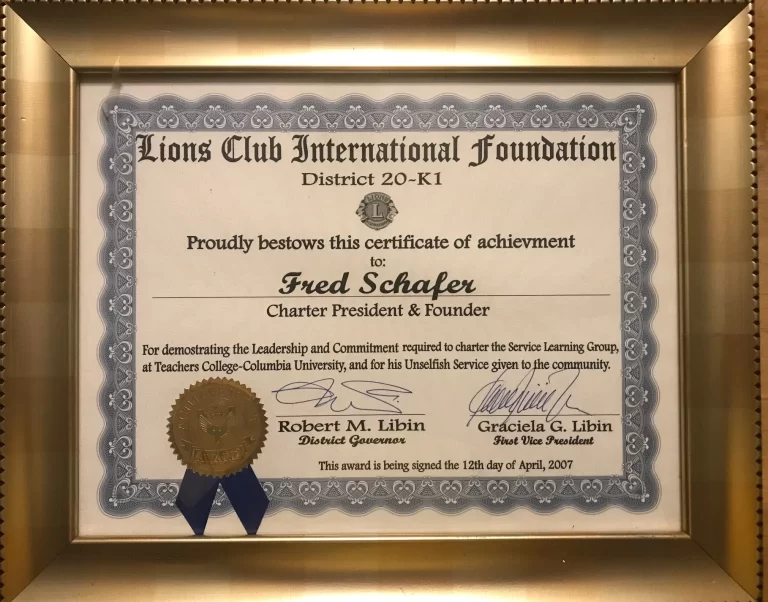 Lions Club International Foundation
District 20-K1
L
Proudly bestows this certificate of achievment
to:
Fred Schafer
Charter President & Founder
For demostrating the Leadership and Commitment required to charter the Service Learning Group,
at Teachers College-Columbia University, and for his Unselfish Service given to the community.
Robert M. Libin
District Governor
Graciela G. Libin
First Vice President
This award is being signed the 12th day of April, 2007